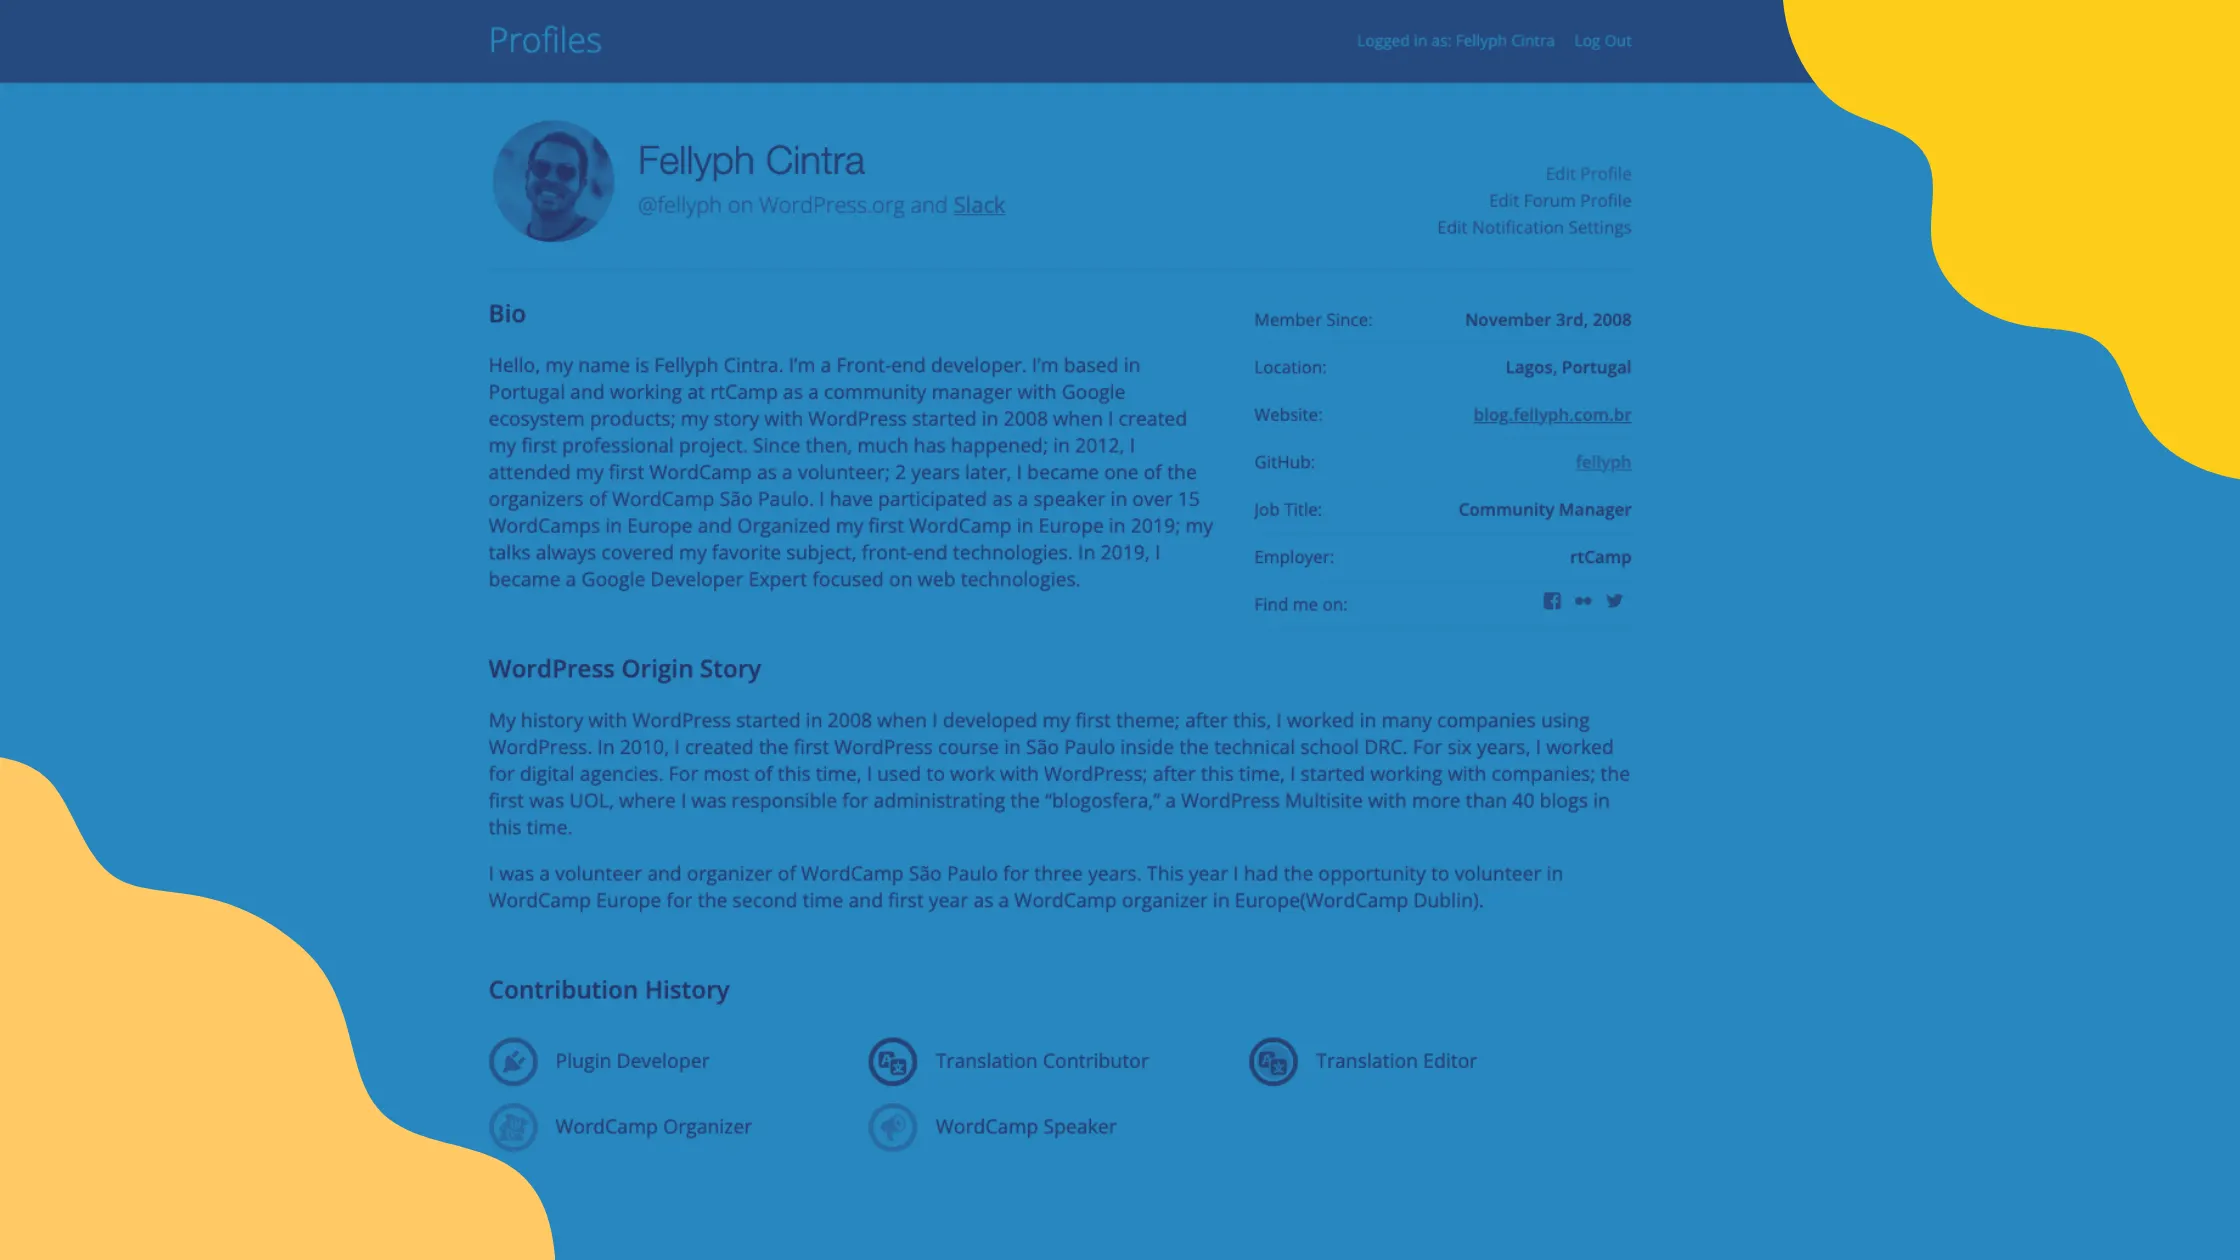 Profiles
Logged in as: Fellyph Cintra Log Out
Fellyph Cintra
@fellyph on WordPress.org and Slack
Edit Profile
Edit Forum Profile
Edit Notification Settings
Bio
Hello, my name is Fellyph Cintra. I'm a Front-end developer. I'm based in
Portugal and working at rtCamp as a community manager with Google
ecosystem products; my story with WordPress started in 2008 when I created
my first professional project. Since then, much has happened; in 2012, I
attended my first WordCamp as a volunteer; 2 years later, I became one of the
organizers of WordCamp São Paulo. I have participated as a speaker in over 15
WordCamps in Europe and Organized my first WordCamp in Europe in 2019; my
talks always covered my favorite subject, front-end technologies. In 2019, I
became a Google Developer Expert focused on web technologies.
Member Since: November 3rd, 2008
Location: Lagos, Portugal
Website: blog.fellyph.com.br
GitHub: fellyph
Job Title: Community Manager
Employer: rtCamp
Find me on:
WordPress Origin Story
My history with WordPress started in 2008 when I developed my first theme; after this, I worked in many companies using
WordPress. In 2010, I created the first WordPress course in São Paulo inside the technical school DRC. For six years, I worked
for digital agencies. For most of this time, I used to work with WordPress; after this time, I started working with companies; the
first was UOL, where I was responsible for administrating the “blogosfera,” a WordPress Multisite with more than 40 blogs in
this time.
I was a volunteer and organizer of WordCamp São Paulo for three years. This year I had the opportunity to volunteer in
WordCamp Europe for the second time and first year as a WordCamp organizer in Europe(WordCamp Dublin).
Contribution History
Plugin Developer
Translation Contributor
Translation Editor
WordCamp Organizer
WordCamp Speaker